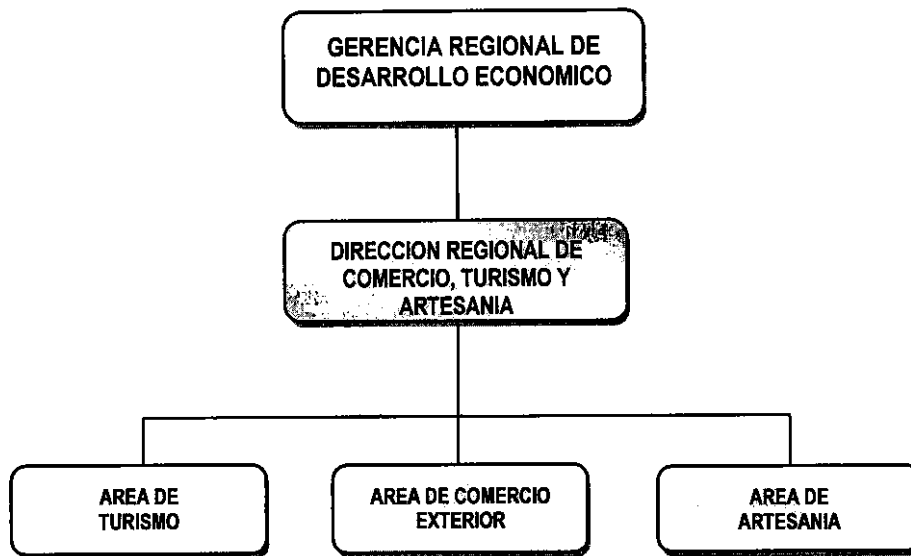 GERENCIA REGIONAL DE
DESARROLLO ECONOMICO
DIRECCION REGIONAL DE
COMERCIO, TURISMO Y
ARTESANIA
AREA DE
TURISMO
AREA DE COMERCIO
EXTERIOR
AREA DE
ARTESANIA